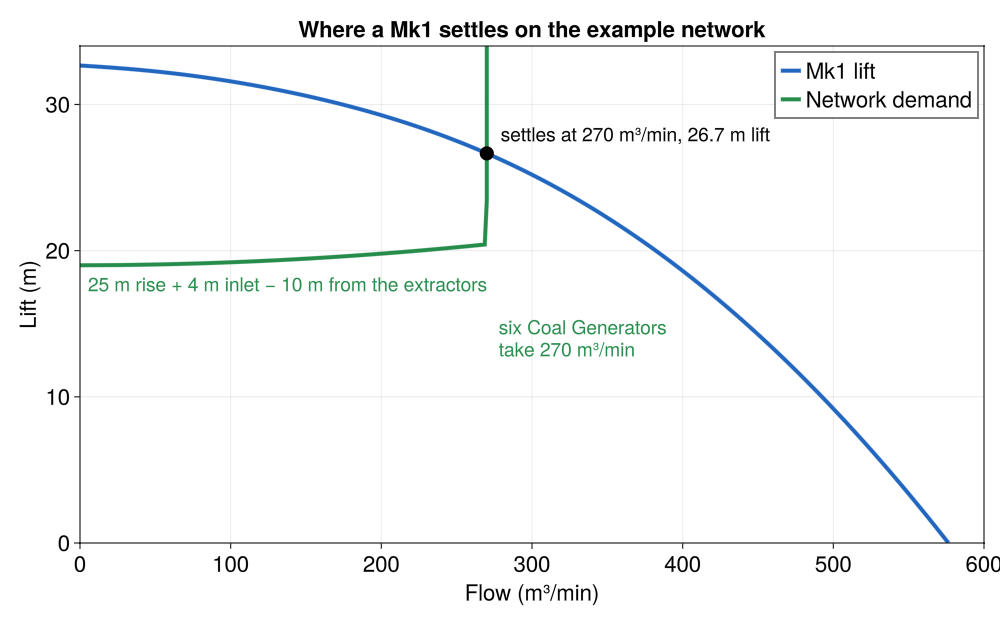 Where a Mk1 settles on the example network
Mk1 lift
Network demand
settles at 270 m³/min, 26.7 m lift
25 m rise + 4 m inlet − 10 m from the extractors
six Coal Generators
take 270 m³/min
Lift (m)
30
20
10
0
0 100 200 300 400 500 600
Flow (m³/min)